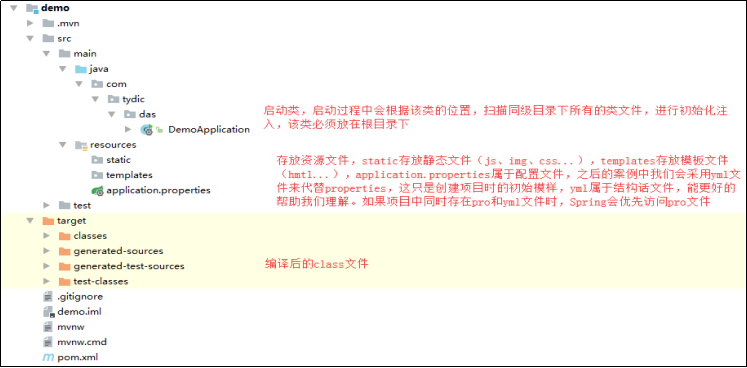 demo
.mvn
src
main
java
com
tydic
das
启动类，启动过程中会根据该类的位置，扫描同级目录下所有的类文件，进行初始化注
DemoApplication
入，该类必须放在根目录下
resources
static
存放资源文件，static存放静态文件（js、img、css...），templates存放模板文件
templates
（hmtl...），application.properties属于配置文件，之后的案例中我们会采用yml文
application.properties
件来代替properties，这只是创建项目时的初始模样，yml属于结构话文件，能更好的
test
帮助我们理解。如果项目中同时存在pro和yml文件时，Spring会优先访问pro文件
target
classes
generated-sources
编译后的class文件
generated-test-sources
test-classes
.gitignore
demo.iml
mvnw
mvnw.cmd
pom.xml